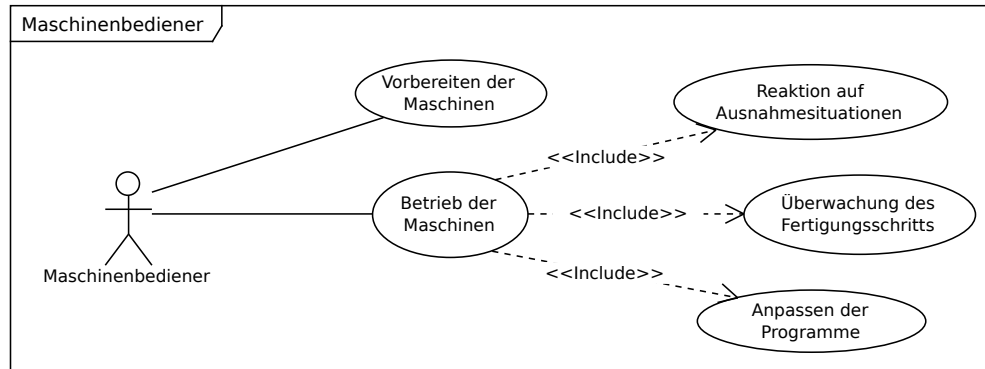 Maschinenbediener
Vorbereiten der
Maschinen
Reaktion auf
Ausnahmesituationen
<<Include>>
Betrieb der
Maschinen
<<Include>>
Überwachung des
Fertigungsschritts
Maschinenbediener
<<Include>>
Anpassen der
Programme